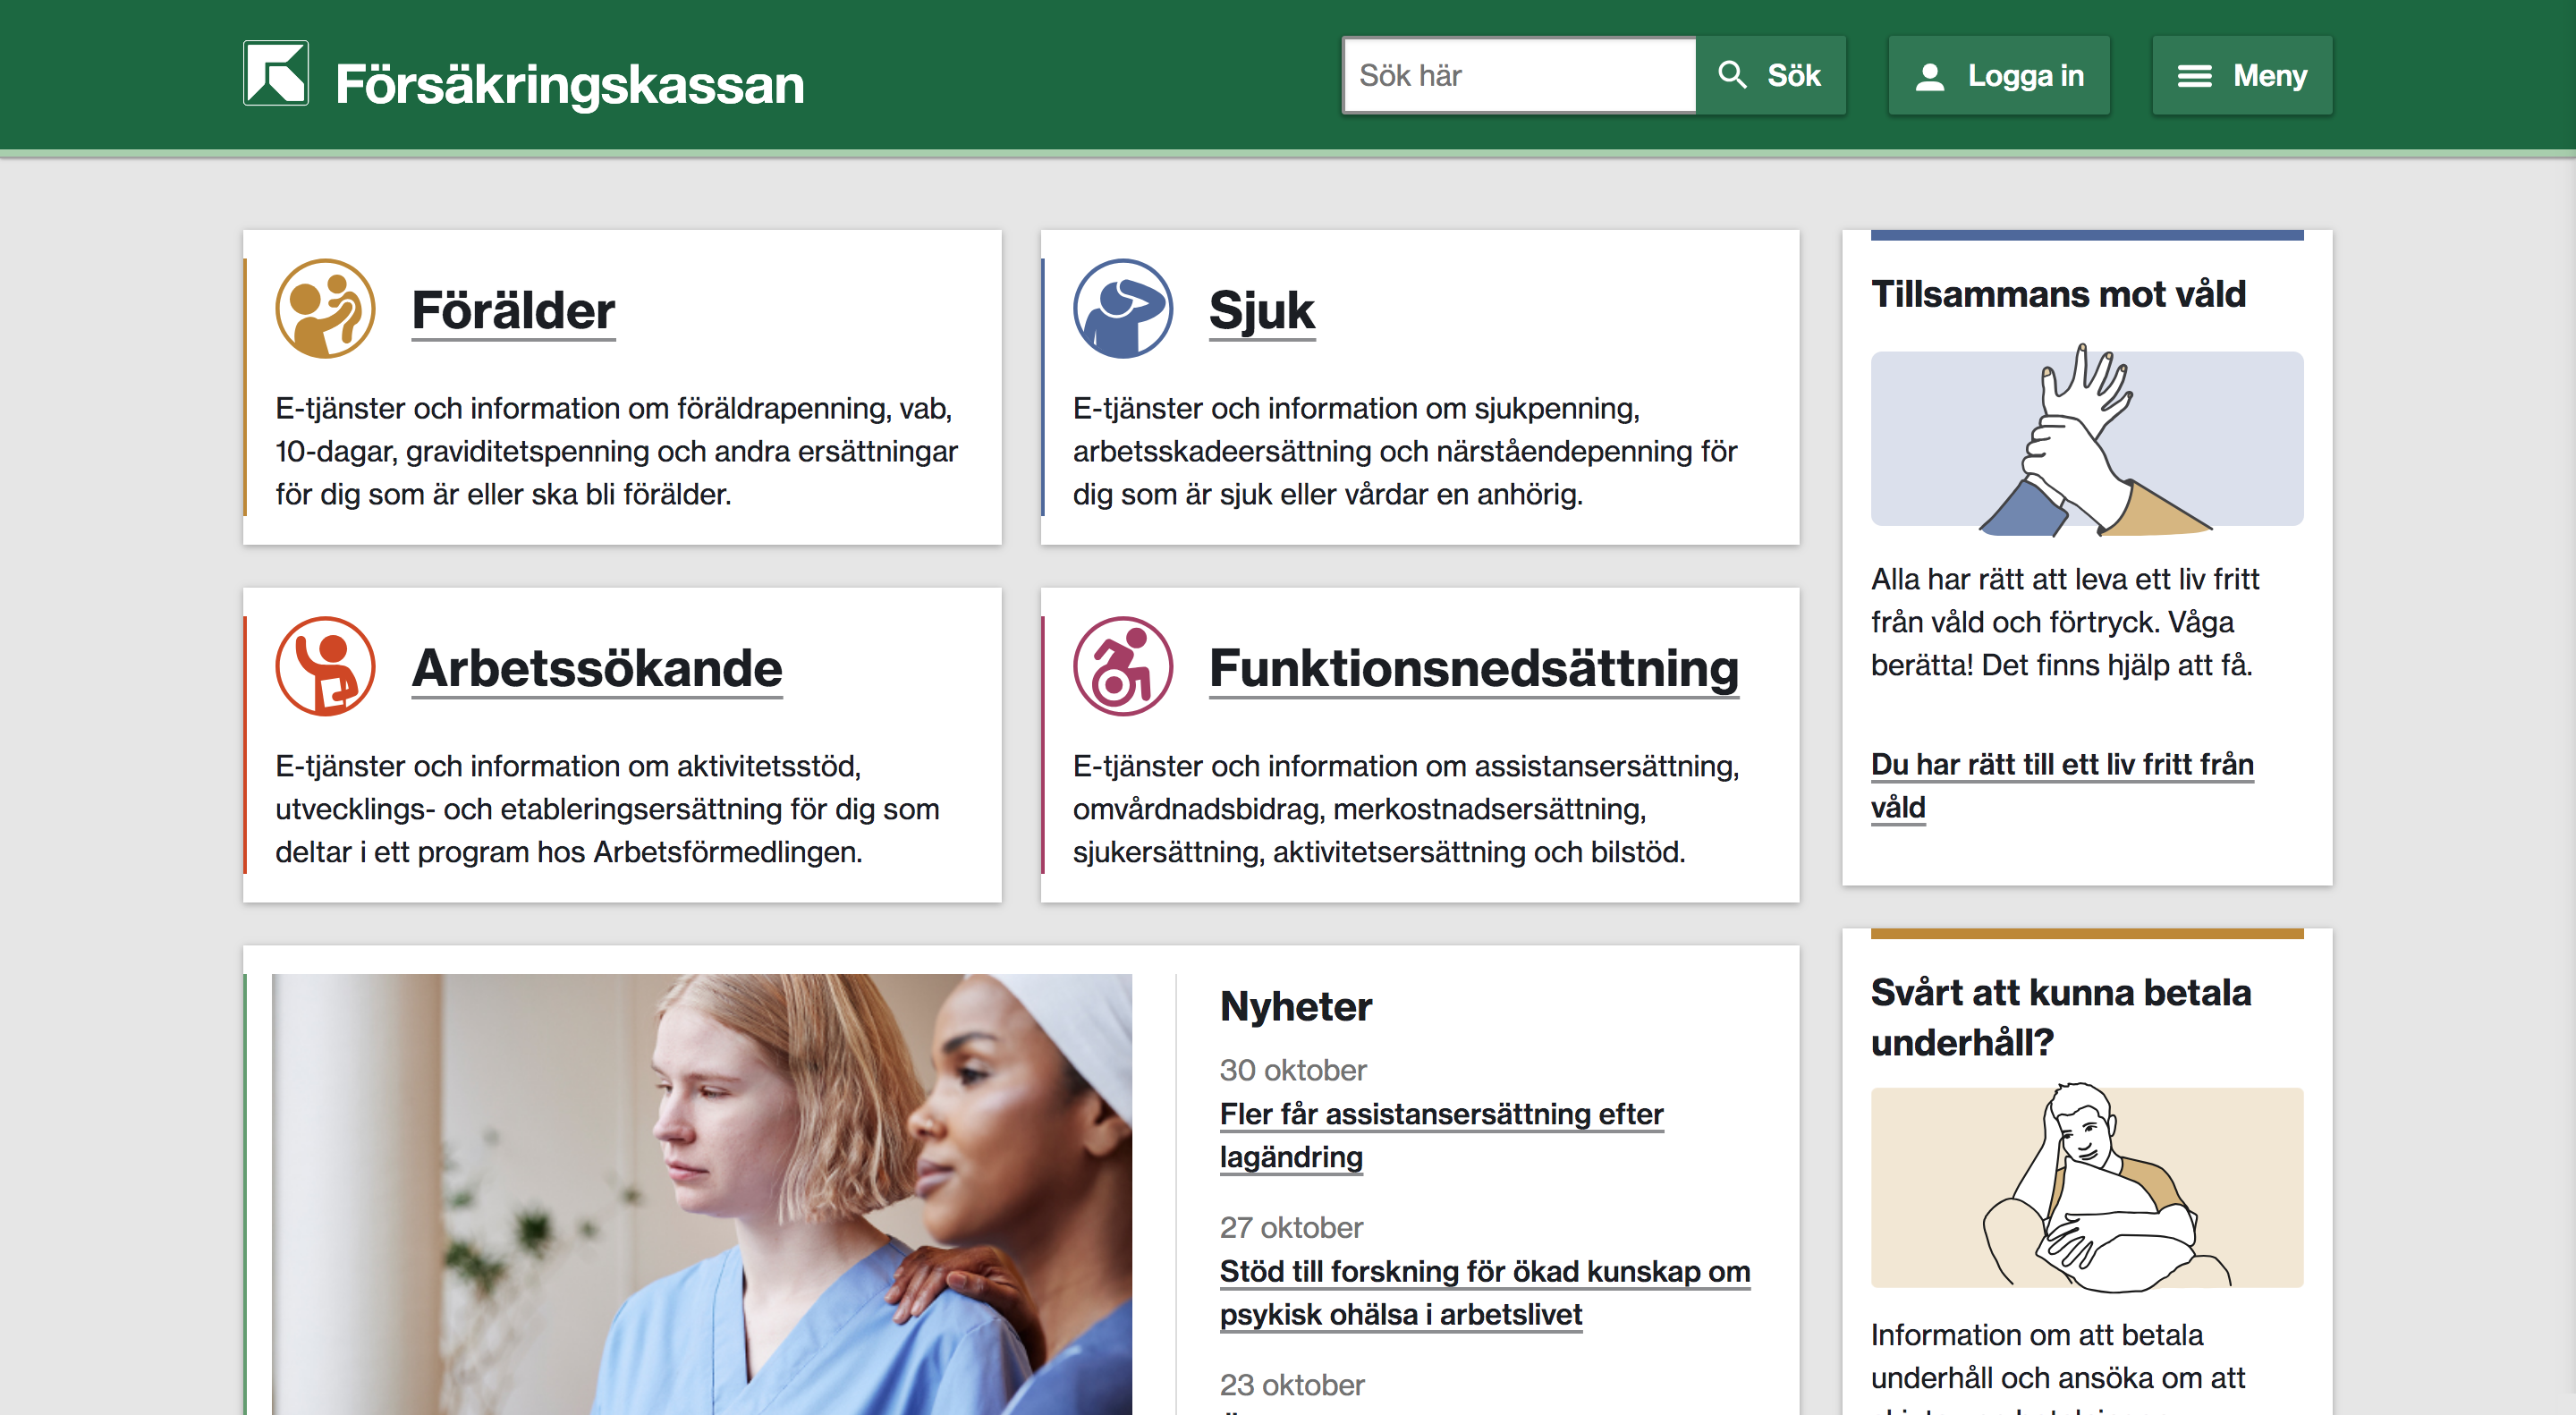 Försäkringskassan
Sök här
Sök
Logga in
Meny
Förälder
E-tjänster och information om föräldrapenning, vab,
10-dagar, graviditetspenning och andra ersättningar
för dig som är eller ska bli förälder.
Sjuk
E-tjänster och information om sjukpenning,
arbetsskadeersättning och närståendepenning för
dig som är sjuk eller vårdar en anhörig.
Arbetssökande
E-tjänster och information om aktivitetsstöd,
utvecklings- och etableringsersättning för dig som
deltar i ett program hos Arbetsförmedlingen.
Funktionsnedsättning
E-tjänster och information om assistansersättning,
omvårdnadsbidrag, merkostnadsersättning,
sjukersättning, aktivitetsersättning och bilstöd.
Nyheter
30 oktober
Fler får assistansersättning efter
lagändring
27 oktober
Stöd till forskning för ökad kunskap om
psykisk ohälsa i arbetslivet
23 oktober
Tillsammans mot våld
Alla har rätt att leva ett liv fritt
från våld och förtryck. Våga
berätta! Det finns hjälp att få.
Du har rätt till ett liv fritt från
våld
Svårt att kunna betala
underhåll?
Information om att betala
underhåll och ansöka om att